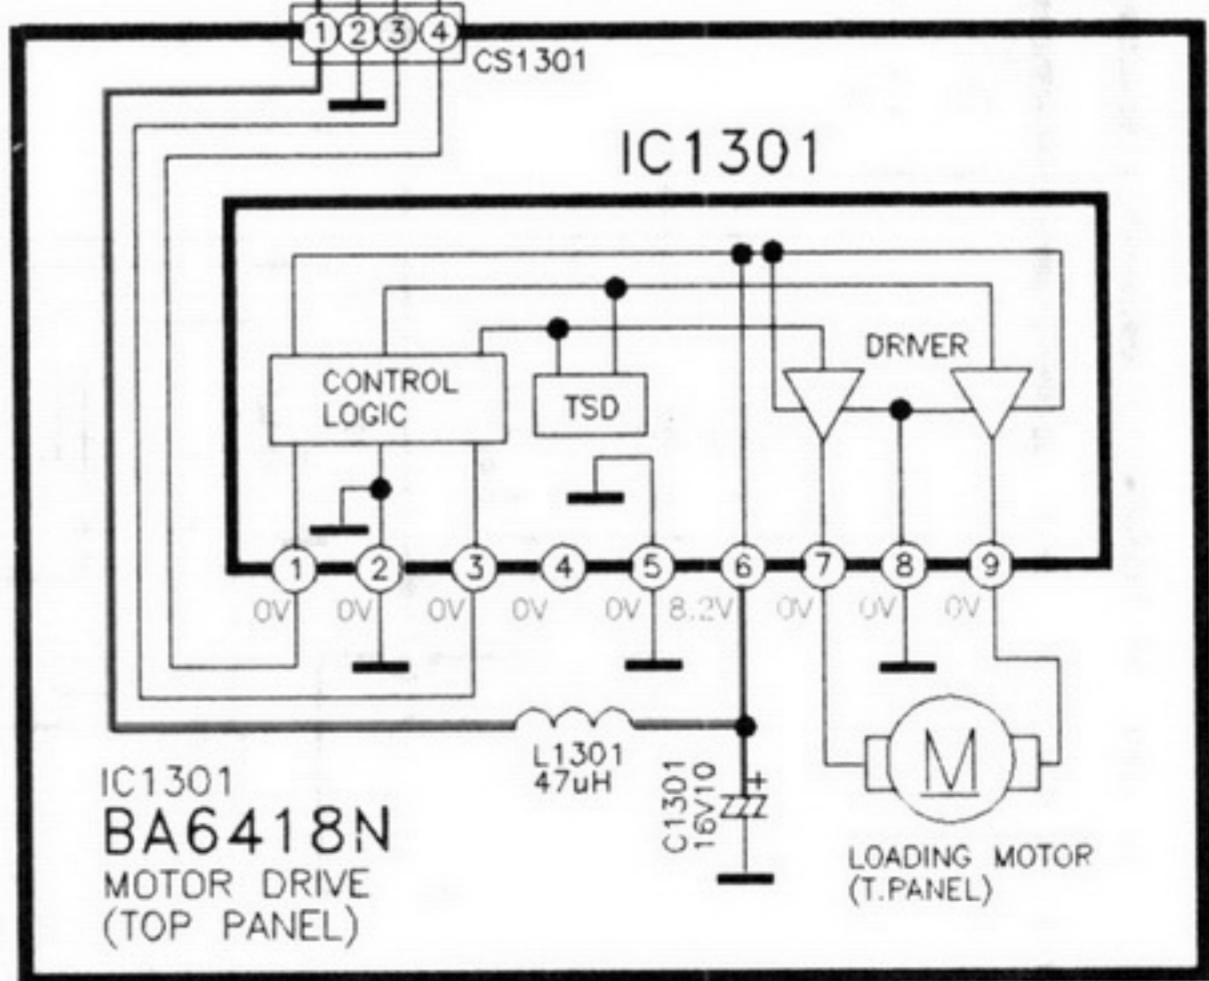 1 2 3 4
CS1301
IC1301
DRIVER
CONTROL
LOGIC
TSD
1 2 3 4 5 6 7 8 9
0V 0V 0V 0V 0V 8.2V 0V 0V 0V
L1301
47uH
C1301
16V10
+
M
IC1301
BA6418N
MOTOR DRIVE
(TOP PANEL)
LOADING MOTOR
(T.PANEL)